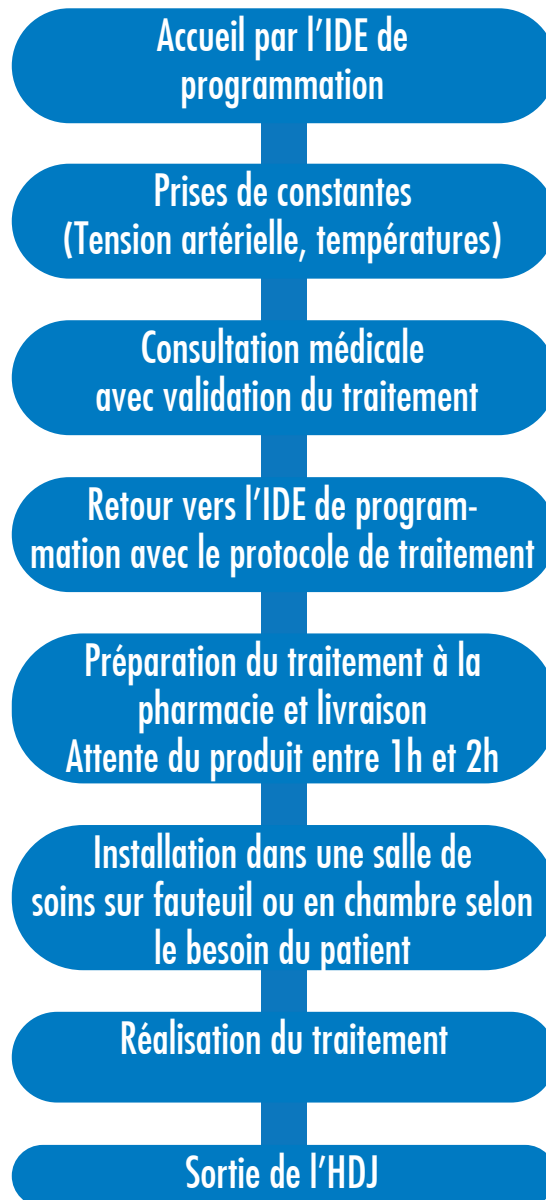 Accueil par l’IDE de
programmation
Prises de constantes
(Tension artérielle, températures)
Consultation médicale
avec validation du traitement
Retour vers l’IDE de program-
mation avec le protocole de traitement
Préparation du traitement à la
pharmacie et livraison
Attente du produit entre 1h et 2h
Installation dans une salle de
soins sur fauteuil ou en chambre selon
le besoin du patient
Réalisation du traitement
Sortie de l’HDJ